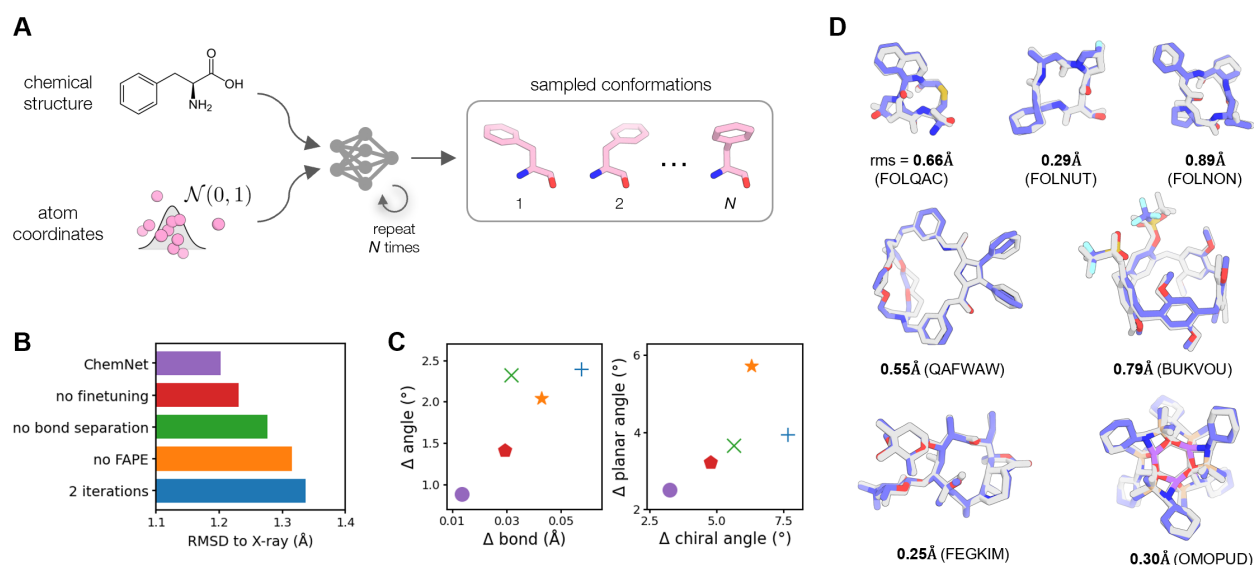 A
chemical
structure
O
OH
NH2
atom
coordinates
𝒩(0, 1)
repeat
N times
sampled conformations
1
2
...
N
B
ChemNet
no finetuning
no bond separation
no FAPE
2 iterations
1.1
1.2
1.3
1.4
RMSD to X-ray (Å)
C
2.5
2.0
1.5
1.0
Δ angle (°)
0.01
0.03
0.05
Δ bond (Å)
6
4
2
Δ planar angle (°)
2.5
5.0
7.5
Δ chiral angle (°)
D
rms = 0.66Å
(FOLQAC)
0.29Å
(FOLNUT)
0.89Å
(FOLNON)
0.55Å (QAFWAW)
0.79Å (BUKVOU)
0.25Å (FEGKIM)
0.30Å (OMOPUD)